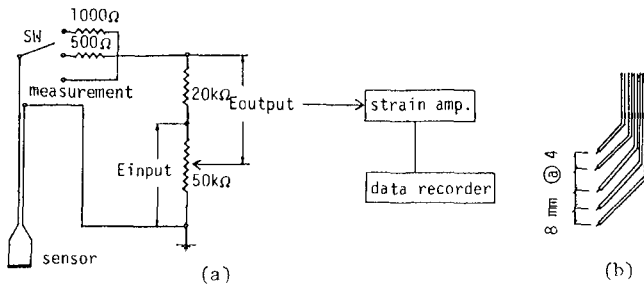 1000Ω
SW
500Ω
measurement
20kΩ
Eoutput
strain amp.
Einput
50kΩ
data recorder
sensor
(a)
8 mm @ 4
(b)